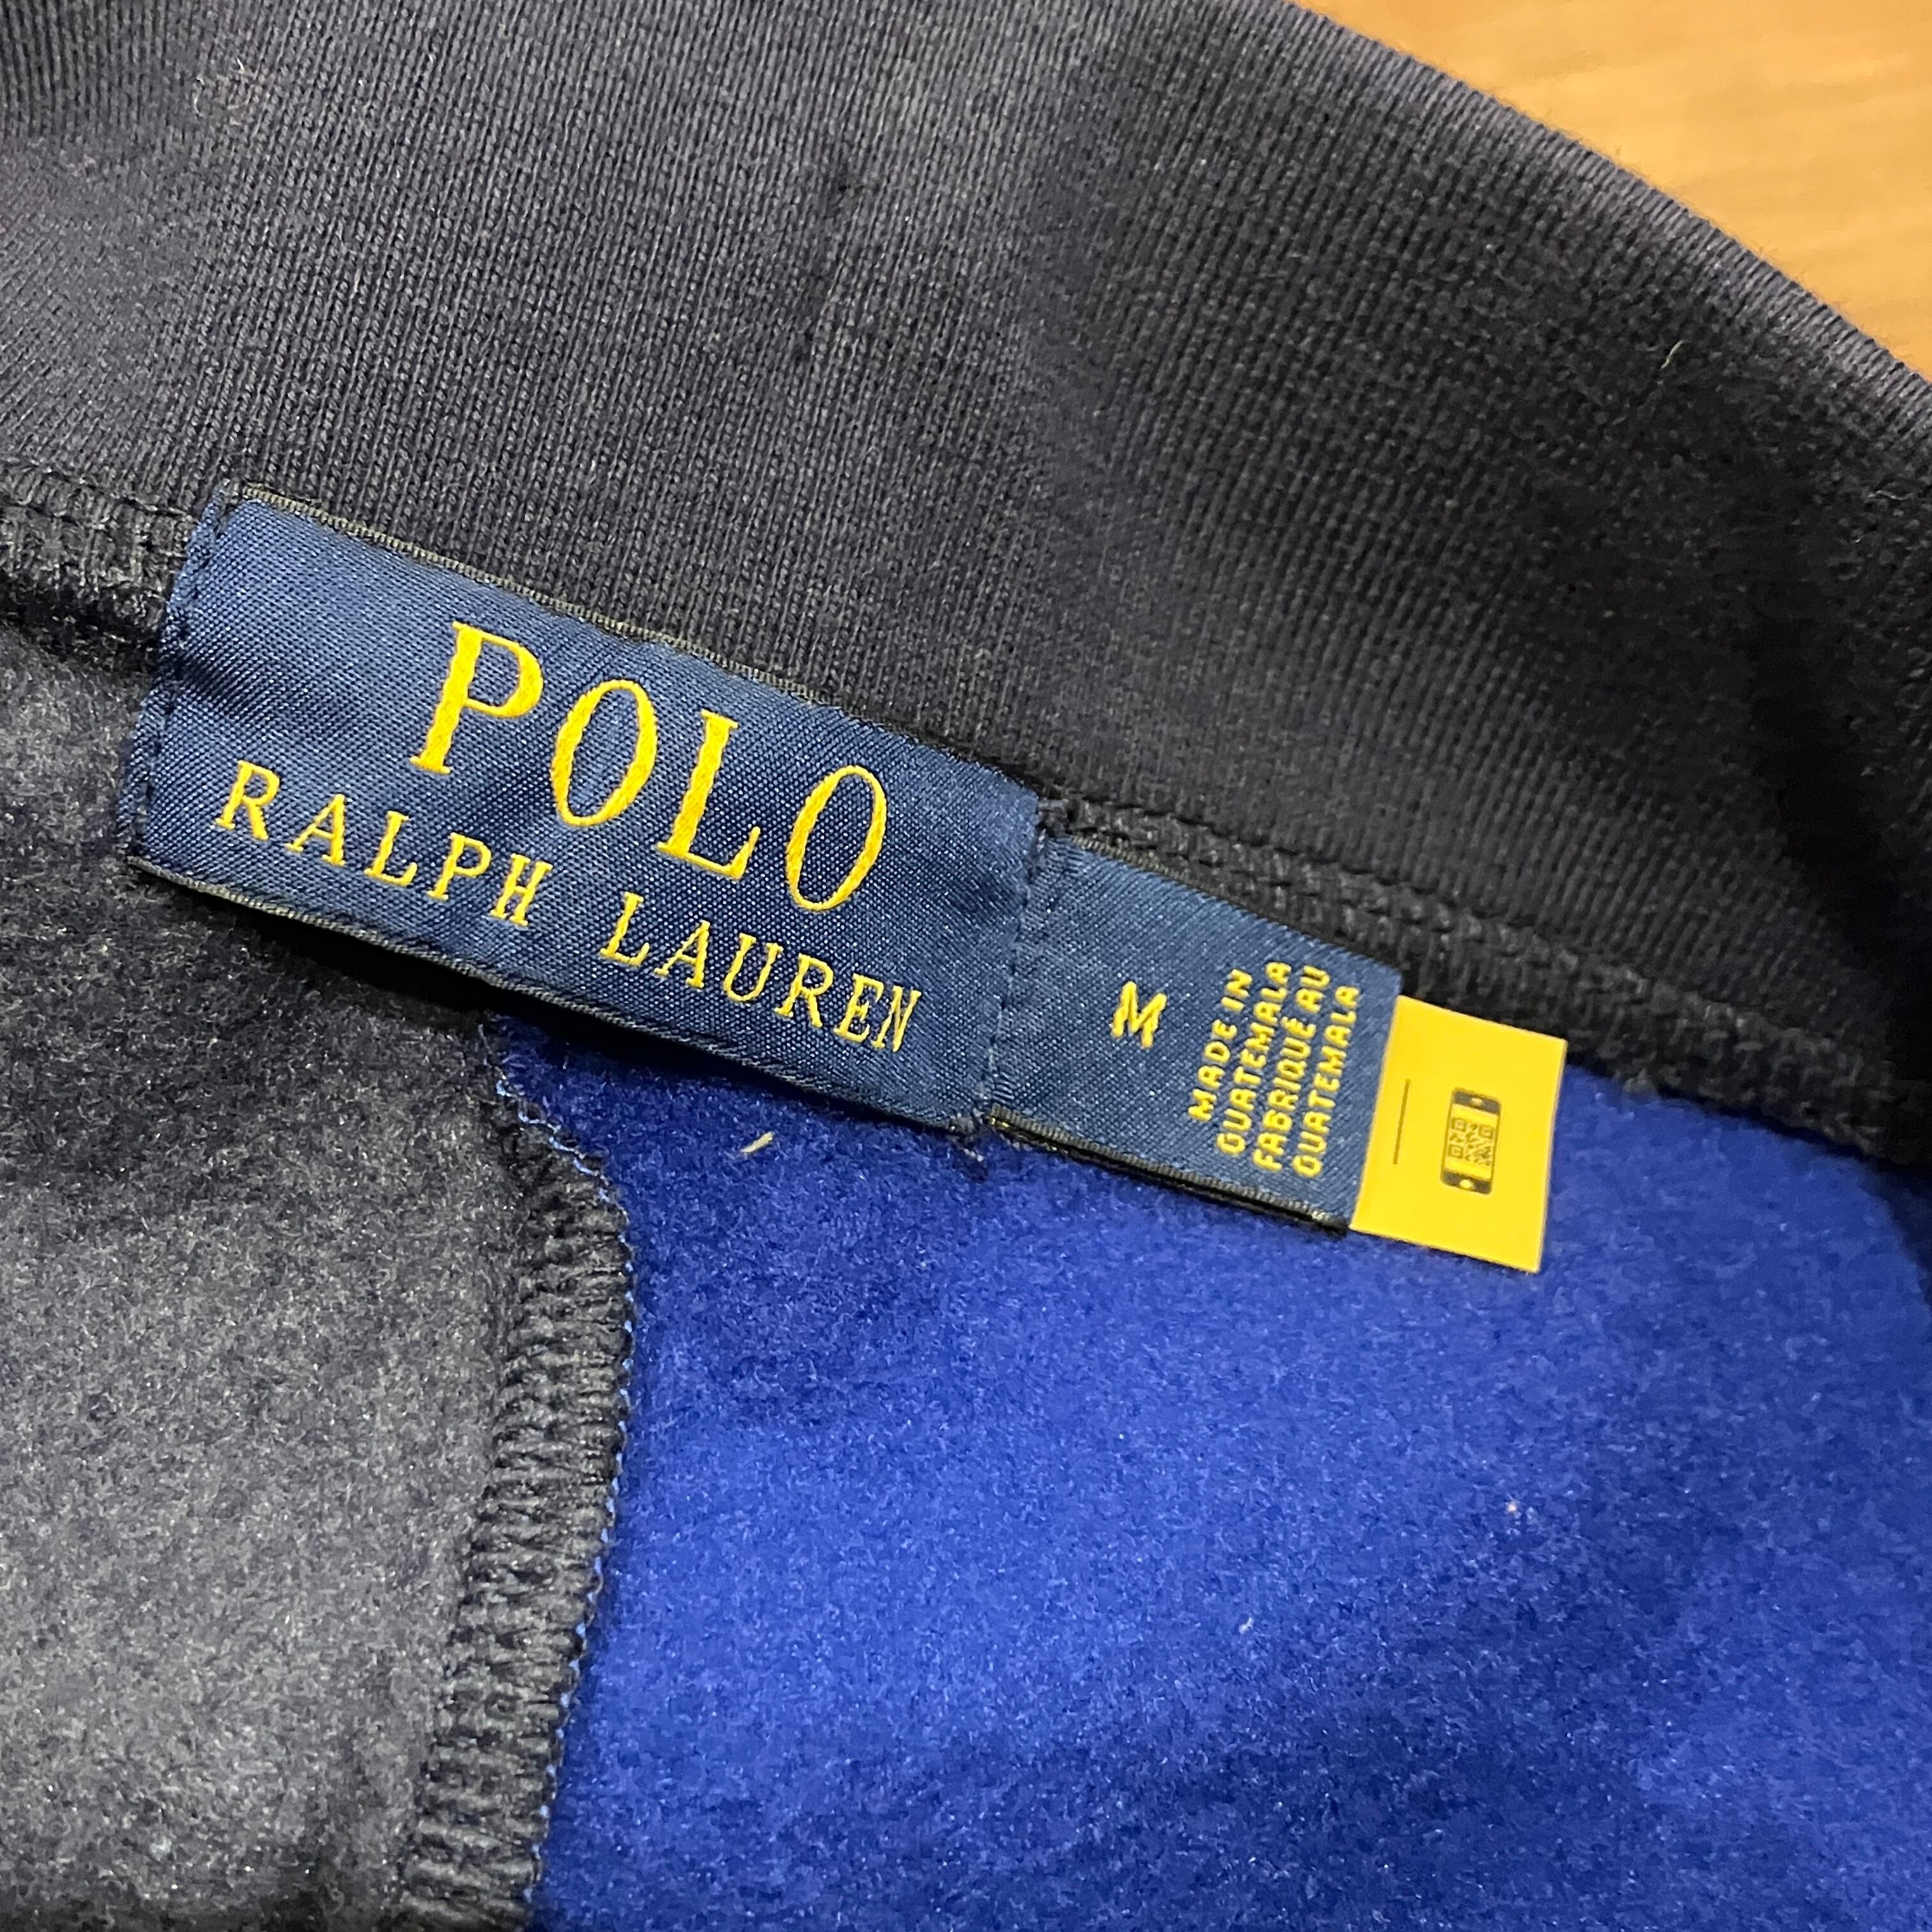 POLO
RALPH LAUREN
M
MADE IN
GUATEMALA
FABRIQUÉ AU
GUATEMALA